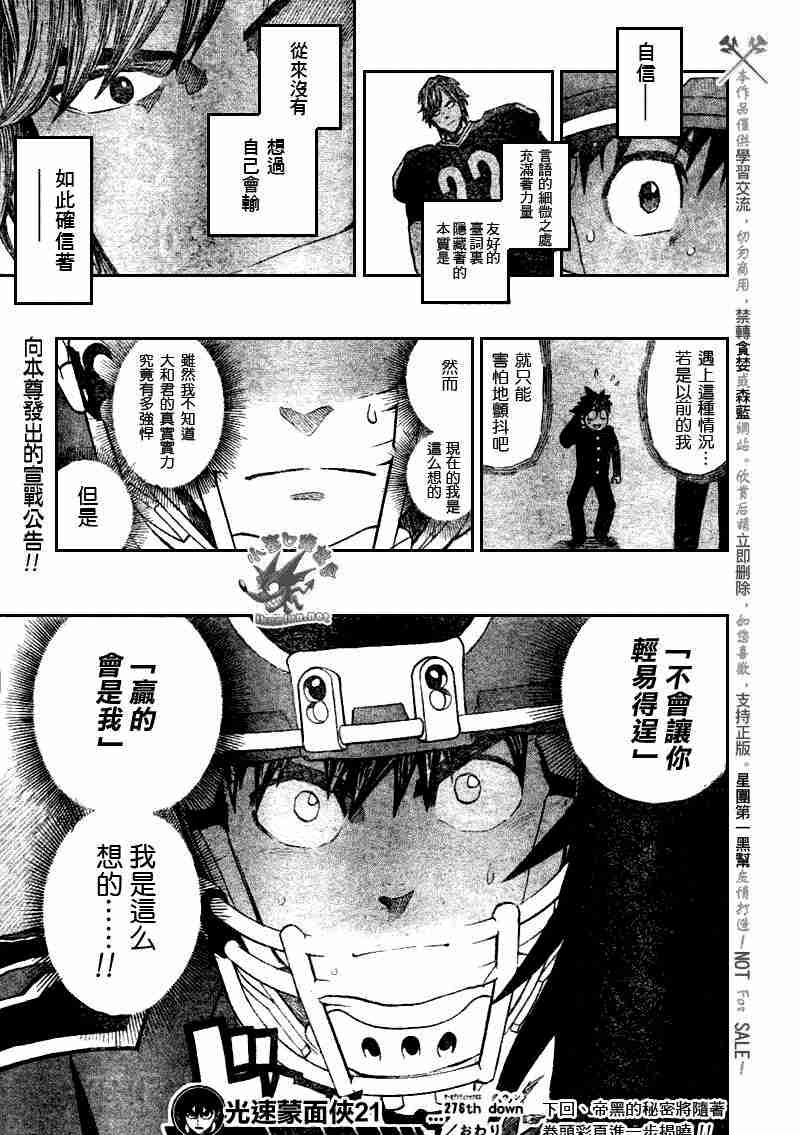 自信——
言語的細微之處
充滿著力量
友好的
臺詞裏
隱藏著的
本質是
從來沒有
想過
自己會輸
如此確信著
——
遇上這種情況…
若是以前的我
就只能
害怕地顫抖吧
然而
現在的我是
這么想的
雖然我不知道
大和君的真實實力
究竟有多強悍
但是
向本尊發出的宣戰公告!!
「不會讓你
輕易得逞」
「贏的
會是我」
我是這么
想的……!!
光速蒙面俠21
278th down
おわり
下回、帝黑的秘密將隨著
卷頭彩頁進一步揭曉!!
本作品僅供學習交流，切勿商用，禁轉貪婪或森藍網站。欣賞后請立即刪除，如您喜歡，支持正版。星團第一黑幫友情打造—NOT For SALE—